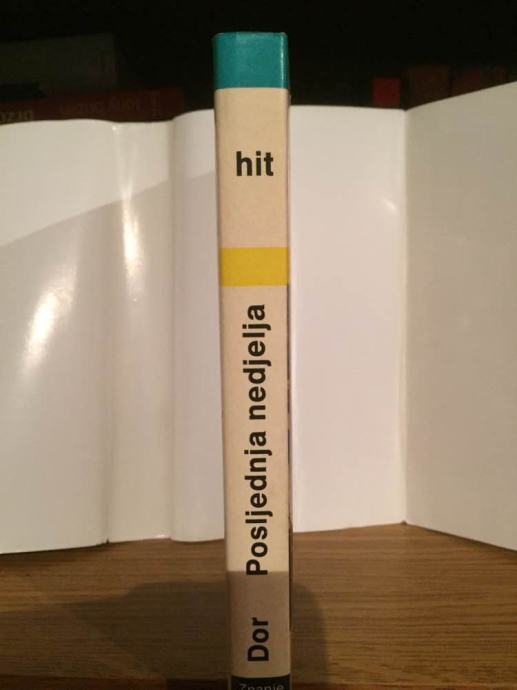 hit
Dor Posljednja nedjelja
Znanje